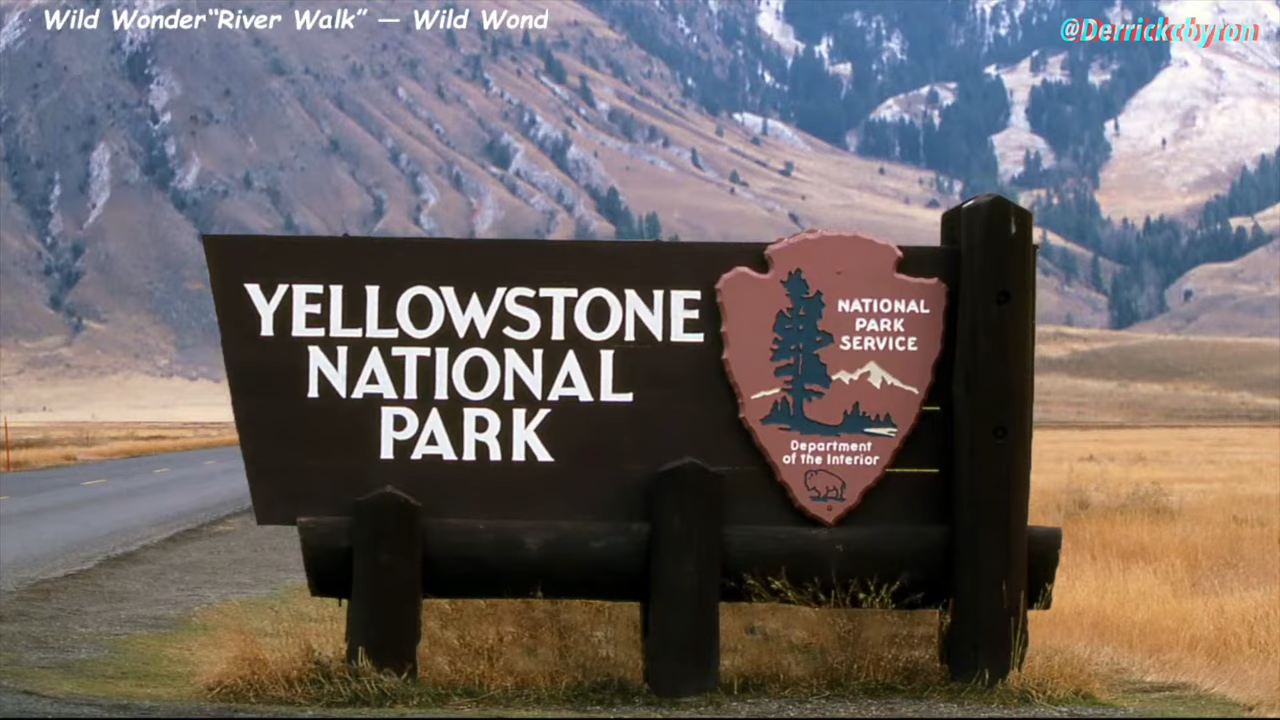 Wild Wonder“River Walk” — Wild Wond
@Derrickcbyron
YELLOWSTONE
NATIONAL
PARK
NATIONAL
PARK
SERVICE
Department
of the Interior